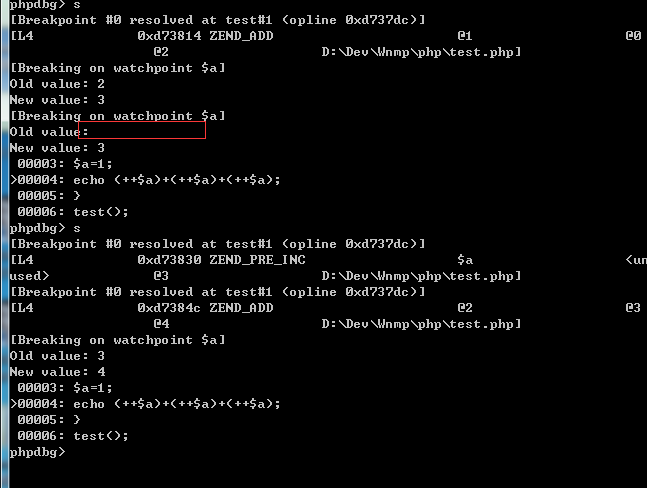 phpdbg> s
[Breakpoint #0 resolved at test#1 (opline 0xd737dc)]
[L4 0xd73814 ZEND_ADD @1 @0
@2 D:\Dev\Wnmp\php\test.php]
[Breaking on watchpoint $a]
Old value: 2
New value: 3
[Breaking on watchpoint $a]
Old value:
New value: 3
00003: $a=1;
>00004: echo (++$a)+(++$a)+(++$a);
00005: }
00006: test();
phpdbg> s
[Breakpoint #0 resolved at test#1 (opline 0xd737dc)]
[L4 0xd73830 ZEND_PRE_INC $a <un
used> @3 D:\Dev\Wnmp\php\test.php]
[Breakpoint #0 resolved at test#1 (opline 0xd737dc)]
[L4 0xd7384c ZEND_ADD @2 @3
@4 D:\Dev\Wnmp\php\test.php]
[Breaking on watchpoint $a]
Old value: 3
New value: 4
00003: $a=1;
>00004: echo (++$a)+(++$a)+(++$a);
00005: }
00006: test();
phpdbg>